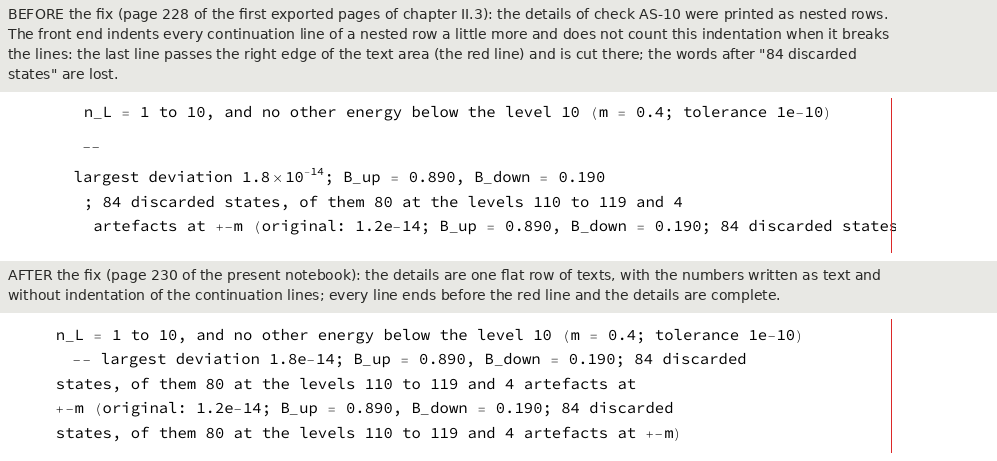 BEFORE the fix (page 228 of the first exported pages of chapter II.3): the details of check AS-10 were printed as nested rows.
The front end indents every continuation line of a nested row a little more and does not count this indentation when it breaks
the lines: the last line passes the right edge of the text area (the red line) and is cut there; the words after "84 discarded
states" are lost.
n_L = 1 to 10, and no other energy below the level 10 (m = 0.4; tolerance 1e-10)
--
largest deviation 1.8×10⁻¹⁴; B_up = 0.890, B_down = 0.190
; 84 discarded states, of them 80 at the levels 110 to 119 and 4
artefacts at +-m (original: 1.2e-14; B_up = 0.890, B_down = 0.190; 84 discarded states
AFTER the fix (page 230 of the present notebook): the details are one flat row of texts, with the numbers written as text and
without indentation of the continuation lines; every line ends before the red line and the details are complete.
n_L = 1 to 10, and no other energy below the level 10 (m = 0.4; tolerance 1e-10)
-- largest deviation 1.8e-14; B_up = 0.890, B_down = 0.190; 84 discarded
states, of them 80 at the levels 110 to 119 and 4 artefacts at
+-m (original: 1.2e-14; B_up = 0.890, B_down = 0.190; 84 discarded
states, of them 80 at the levels 110 to 119 and 4 artefacts at +-m)